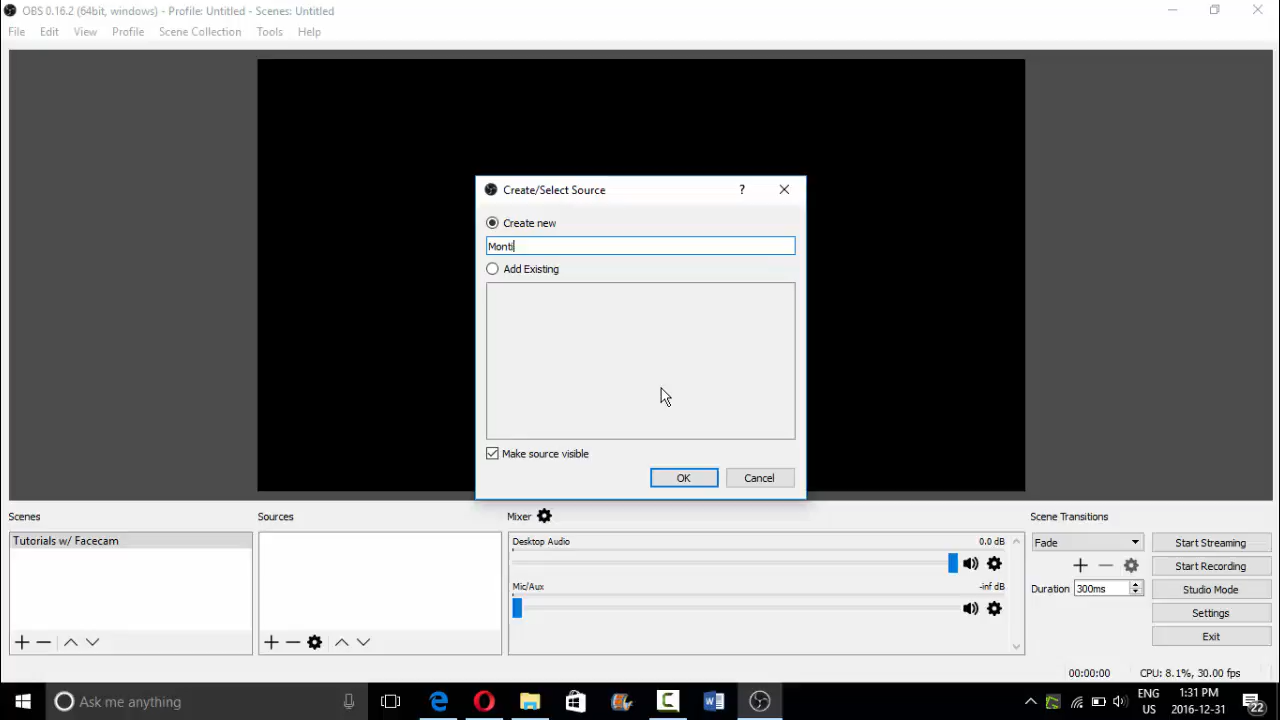 OBS 0.16.2 (64bit, windows) - Profile: Untitled - Scenes: Untitled
File Edit View Profile Scene Collection Tools Help
Create/Select Source ?
Create new
Monti
Add Existing
Make source visible
OK Cancel
Scenes Sources Mixer Scene Transitions
Tutorials w/ Facecam
Desktop Audio 0.0 dB
Mic/Aux -inf dB
Fade
Duration 300ms
Start Streaming
Start Recording
Studio Mode
Settings
Exit
00:00:00 CPU: 8.1%, 30.00 fps
Ask me anything
ENG
US
1:31 PM
2016-12-31
22